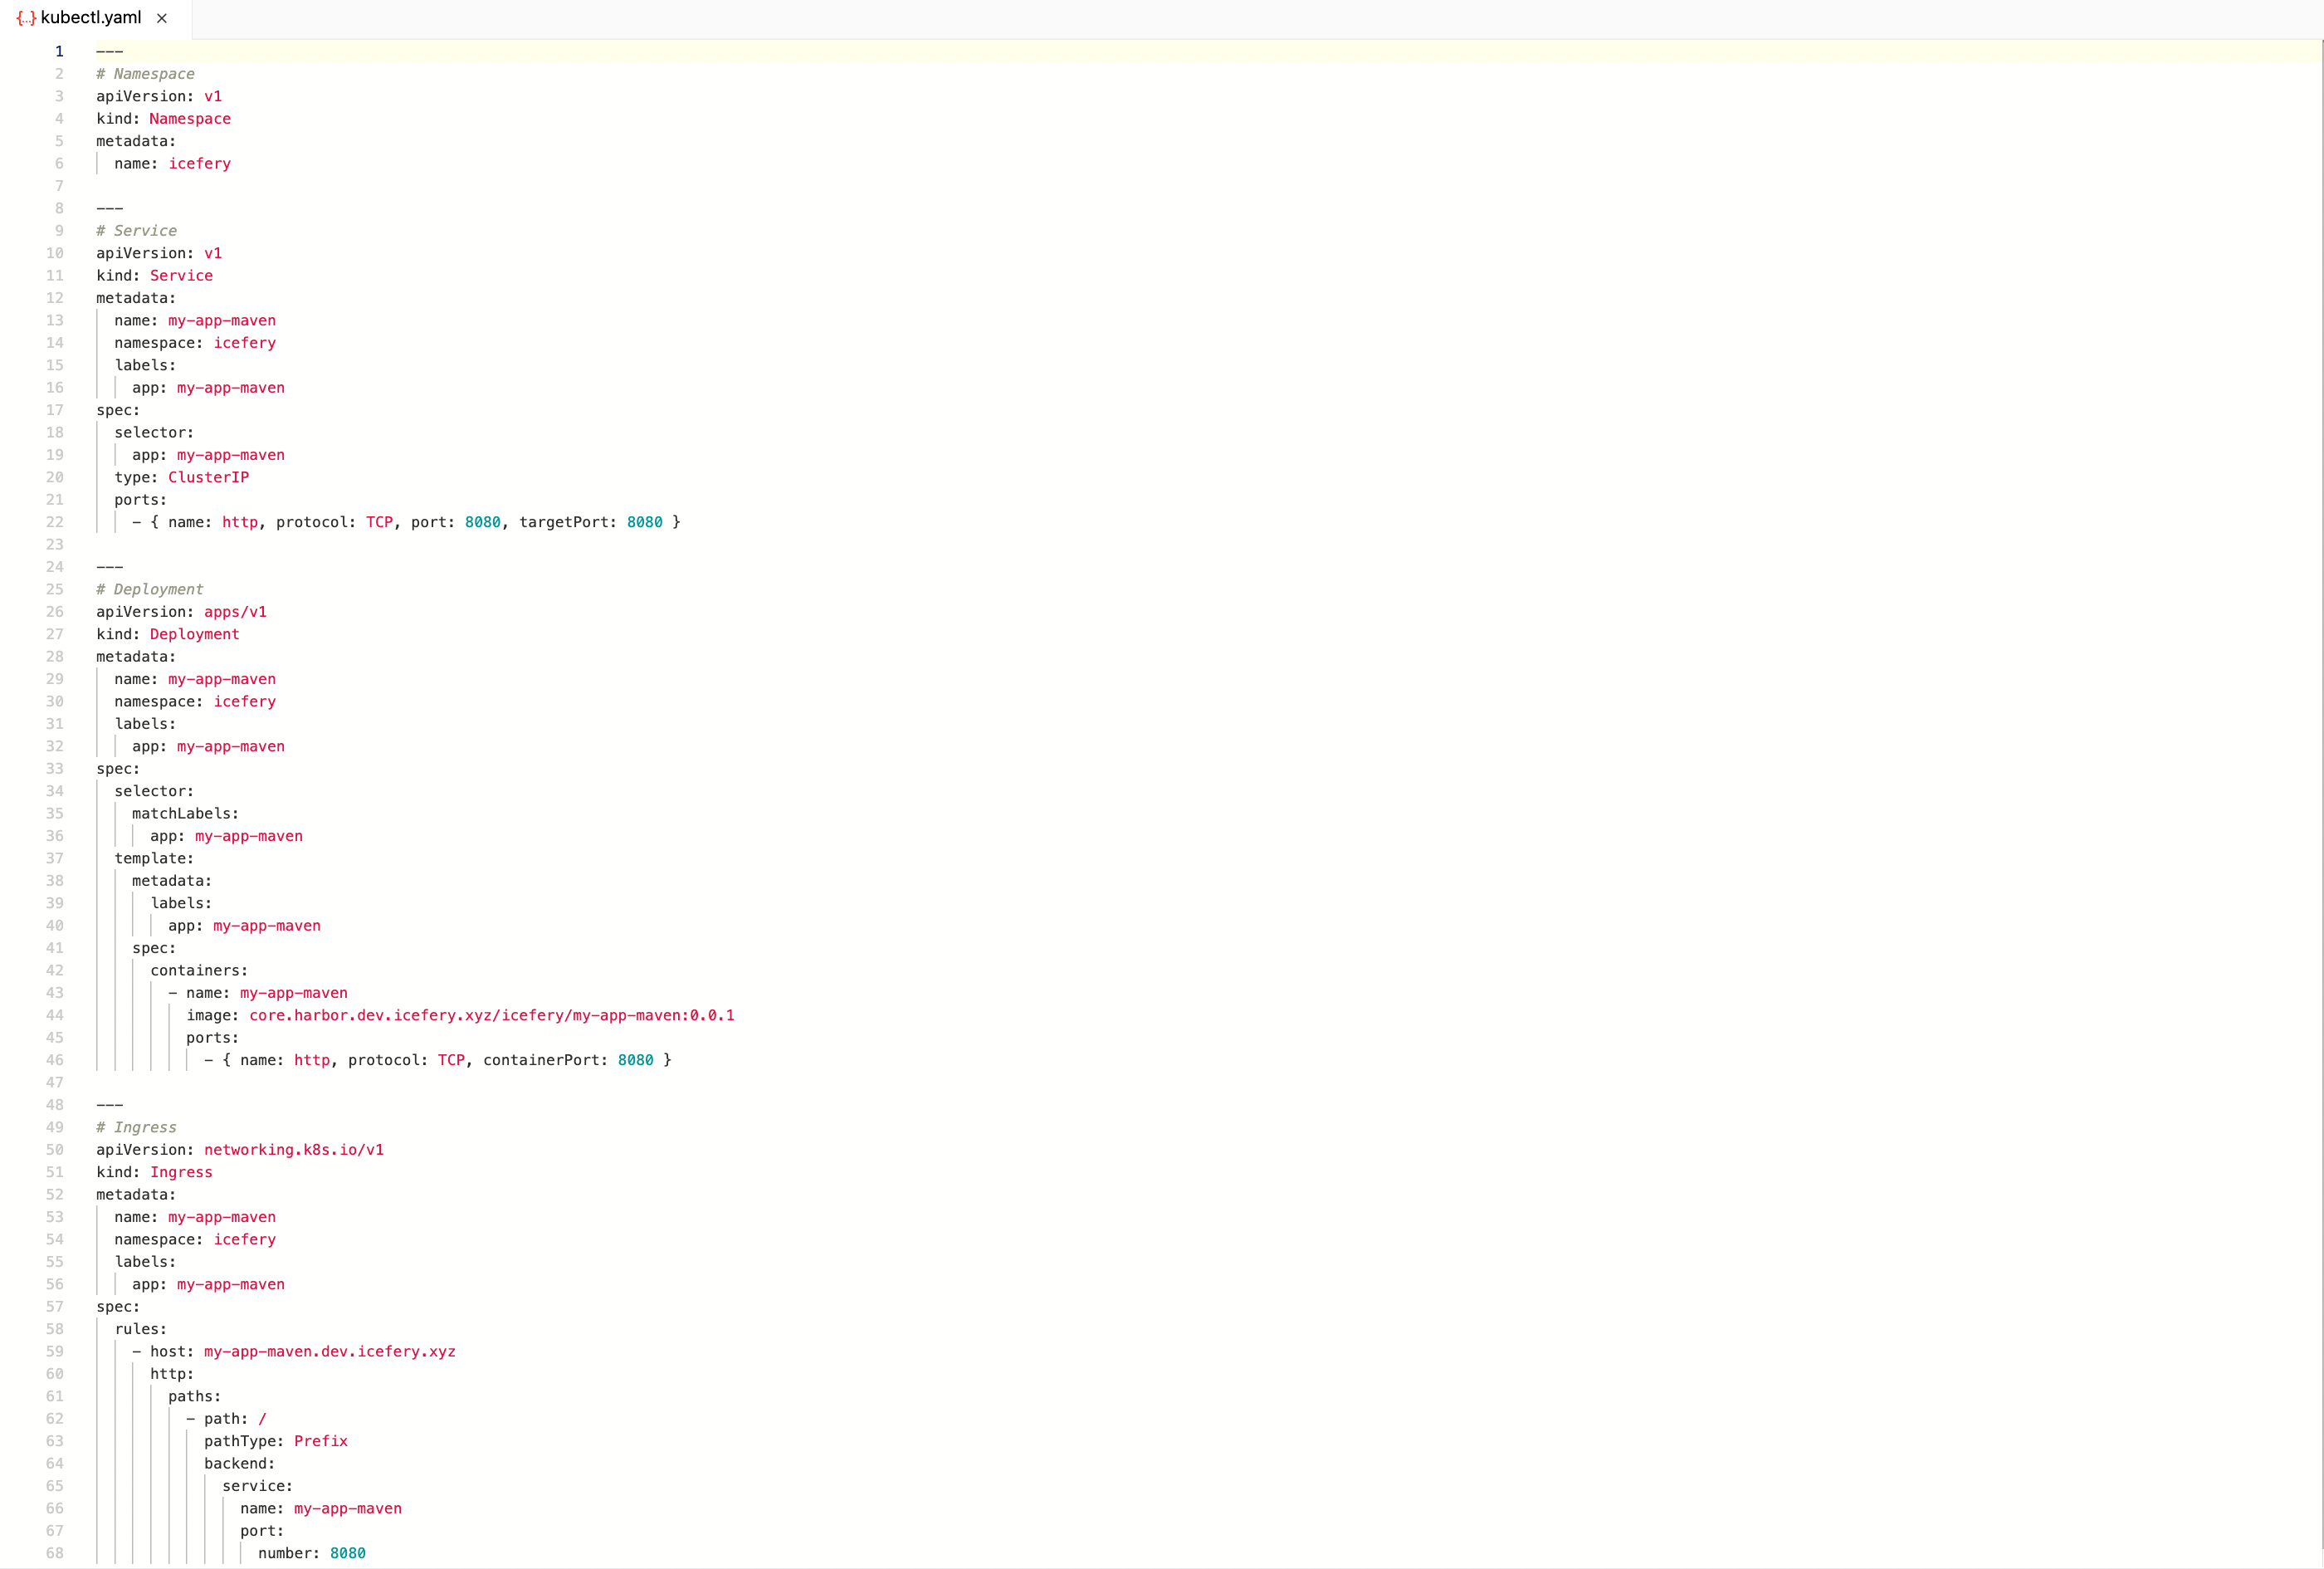 {..} kubectl.yaml ×
1 ---
2 # Namespace
3 apiVersion: v1
4 kind: Namespace
5 metadata:
6   name: icefery
7
8 ---
9 # Service
10 apiVersion: v1
11 kind: Service
12 metadata:
13   name: my-app-maven
14   namespace: icefery
15   labels:
16     app: my-app-maven
17 spec:
18   selector:
19     app: my-app-maven
20   type: ClusterIP
21   ports:
22     - { name: http, protocol: TCP, port: 8080, targetPort: 8080 }
23
24 ---
25 # Deployment
26 apiVersion: apps/v1
27 kind: Deployment
28 metadata:
29   name: my-app-maven
30   namespace: icefery
31   labels:
32     app: my-app-maven
33 spec:
34   selector:
35     matchLabels:
36       app: my-app-maven
37   template:
38     metadata:
39       labels:
40         app: my-app-maven
41     spec:
42       containers:
43         - name: my-app-maven
44           image: core.harbor.dev.icefery.xyz/icefery/my-app-maven:0.0.1
45           ports:
46             - { name: http, protocol: TCP, containerPort: 8080 }
47
48 ---
49 # Ingress
50 apiVersion: networking.k8s.io/v1
51 kind: Ingress
52 metadata:
53   name: my-app-maven
54   namespace: icefery
55   labels:
56     app: my-app-maven
57 spec:
58   rules:
59     - host: my-app-maven.dev.icefery.xyz
60       http:
61         paths:
62           - path: /
63             pathType: Prefix
64             backend:
65               service:
66                 name: my-app-maven
67                 port:
68                   number: 8080